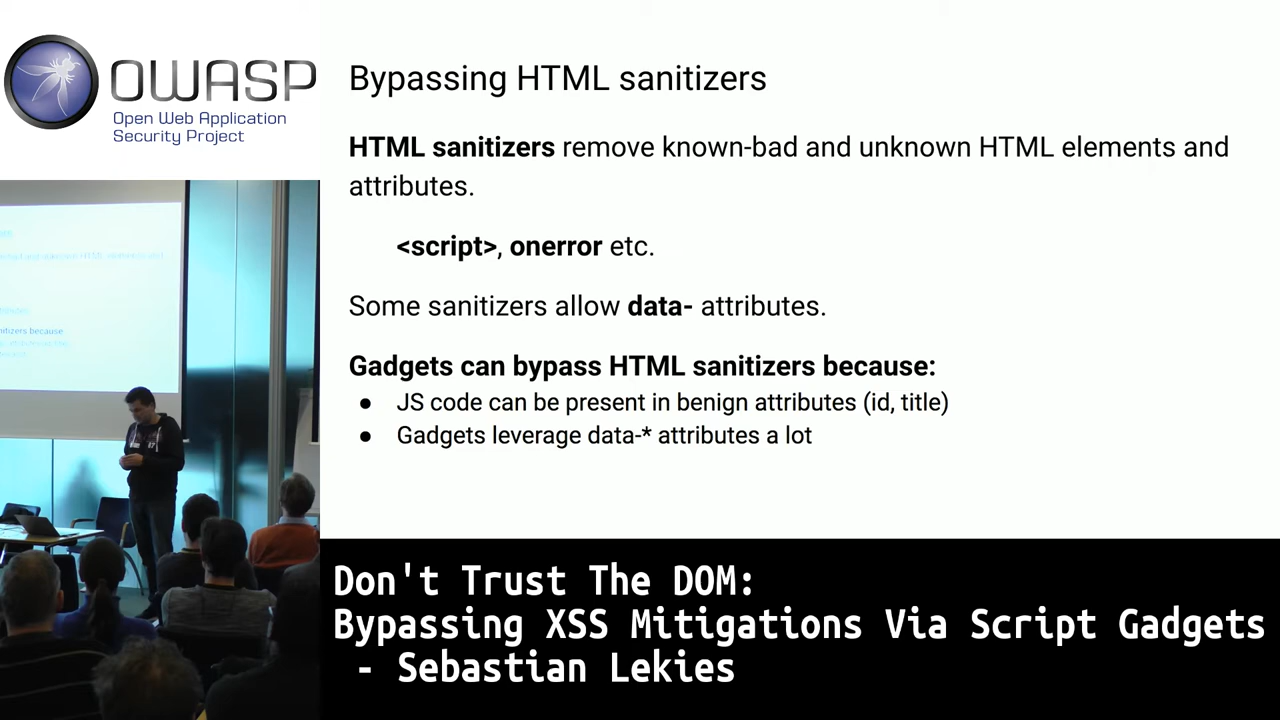 OWASP
Open Web Application
Security Project
Bypassing HTML sanitizers
HTML sanitizers remove known-bad and unknown HTML elements and
attributes.
<script>, onerror etc.
Some sanitizers allow data- attributes.
Gadgets can bypass HTML sanitizers because:
● JS code can be present in benign attributes (id, title)
● Gadgets leverage data-* attributes a lot
nitizers because
Don't Trust The DOM:
Bypassing XSS Mitigations Via Script Gadgets
- Sebastian Lekies